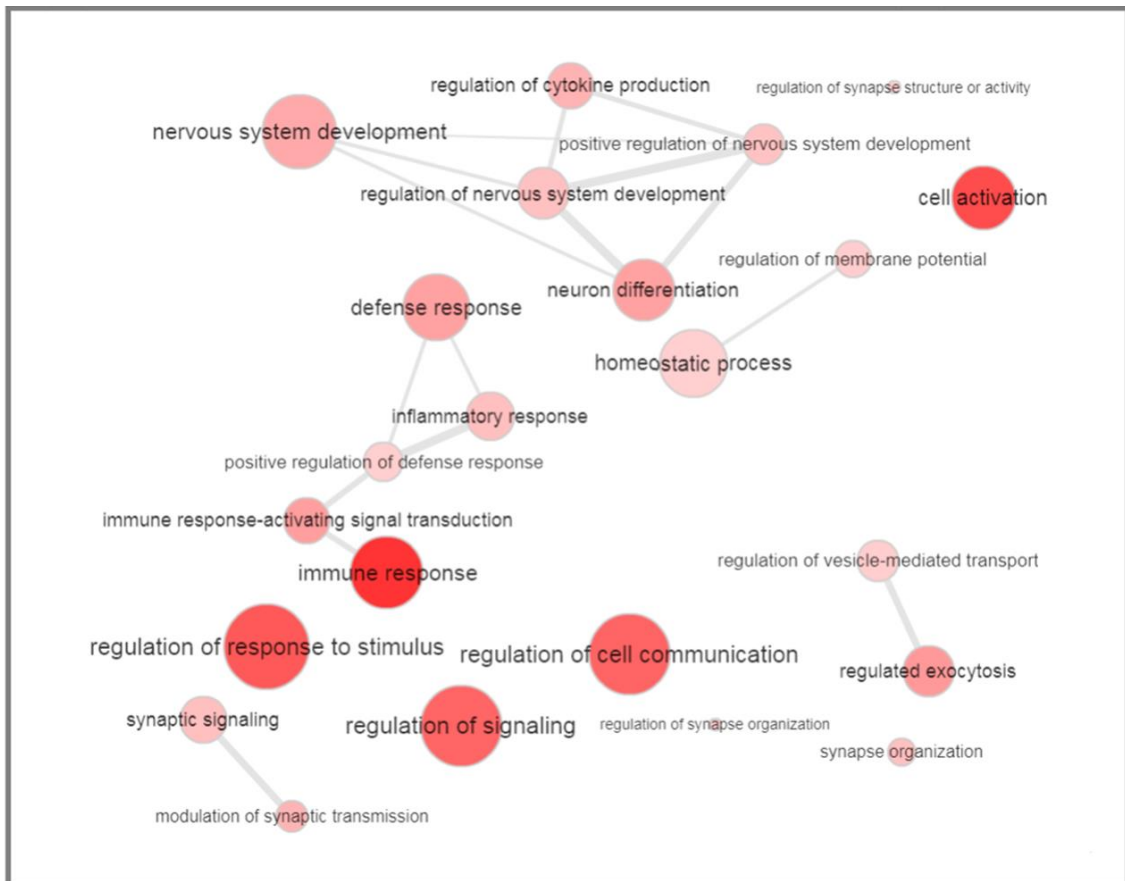 regulation of cytokine production
regulation of synapse structure or activity
nervous system development
positive regulation of nervous system development
regulation of nervous system development
cell activation
regulation of membrane potential
neuron differentiation
defense response
homeostatic process
inflammatory response
positive regulation of defense response
immune response-activating signal transduction
immune response
regulation of vesicle-mediated transport
regulation of response to stimulus
regulation of cell communication
regulated exocytosis
synaptic signaling
regulation of signaling
regulation of synapse organization
synapse organization
modulation of synaptic transmission